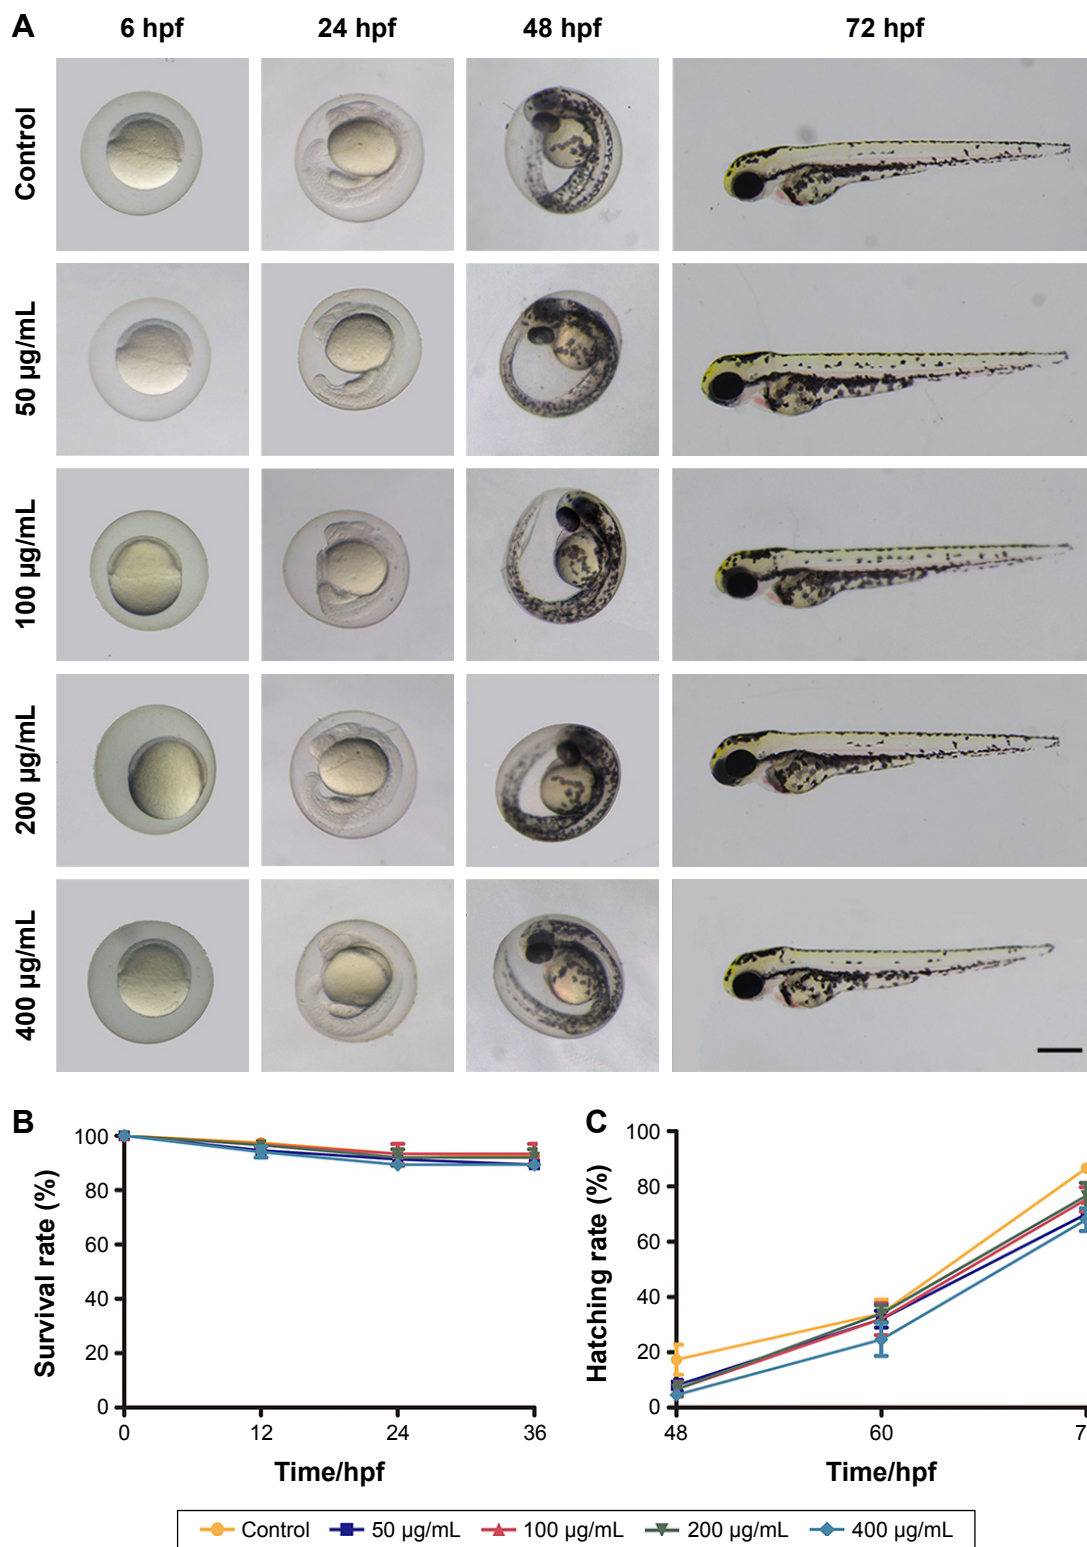 A 6 hpf 24 hpf 48 hpf 72 hpf
Control
50 µg/mL
100 µg/mL
200 µg/mL
400 µg/mL
B
Survival rate (%)
100
80
60
40
20
0
0 12 24 36
Time/hpf
C
Hatching rate (%)
100
80
60
40
20
0
48 60 7
Time/hpf
Control 50 µg/mL 100 µg/mL 200 µg/mL 400 µg/mL